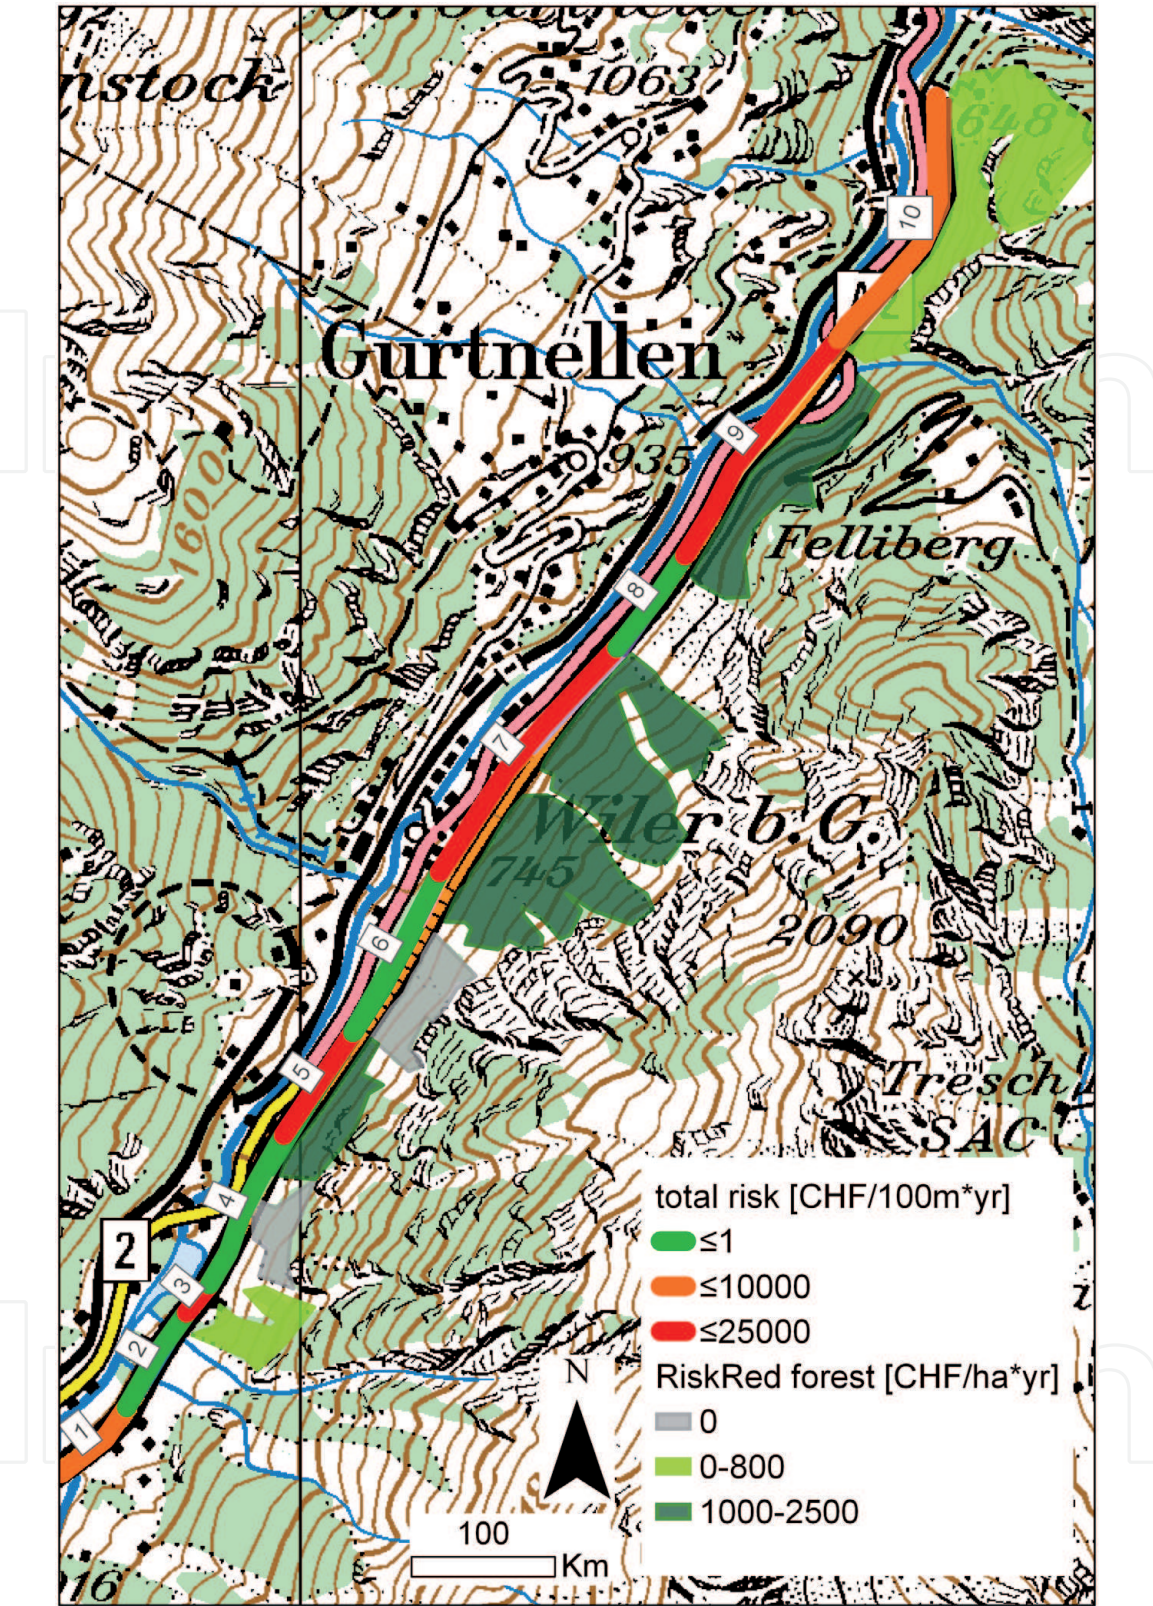 nstock
1063
648
10
Gurtnellen
9
935
1600
Felliberg
8
7
Wiler b. G.
745
6
2090
5
Tresch
SAC
4
2
3
2
1
total risk [CHF/100m*yr]
≤1
≤10000
≤25000
RiskRed forest [CHF/ha*yr]
0
0-800
1000-2500
N
100
Km
16